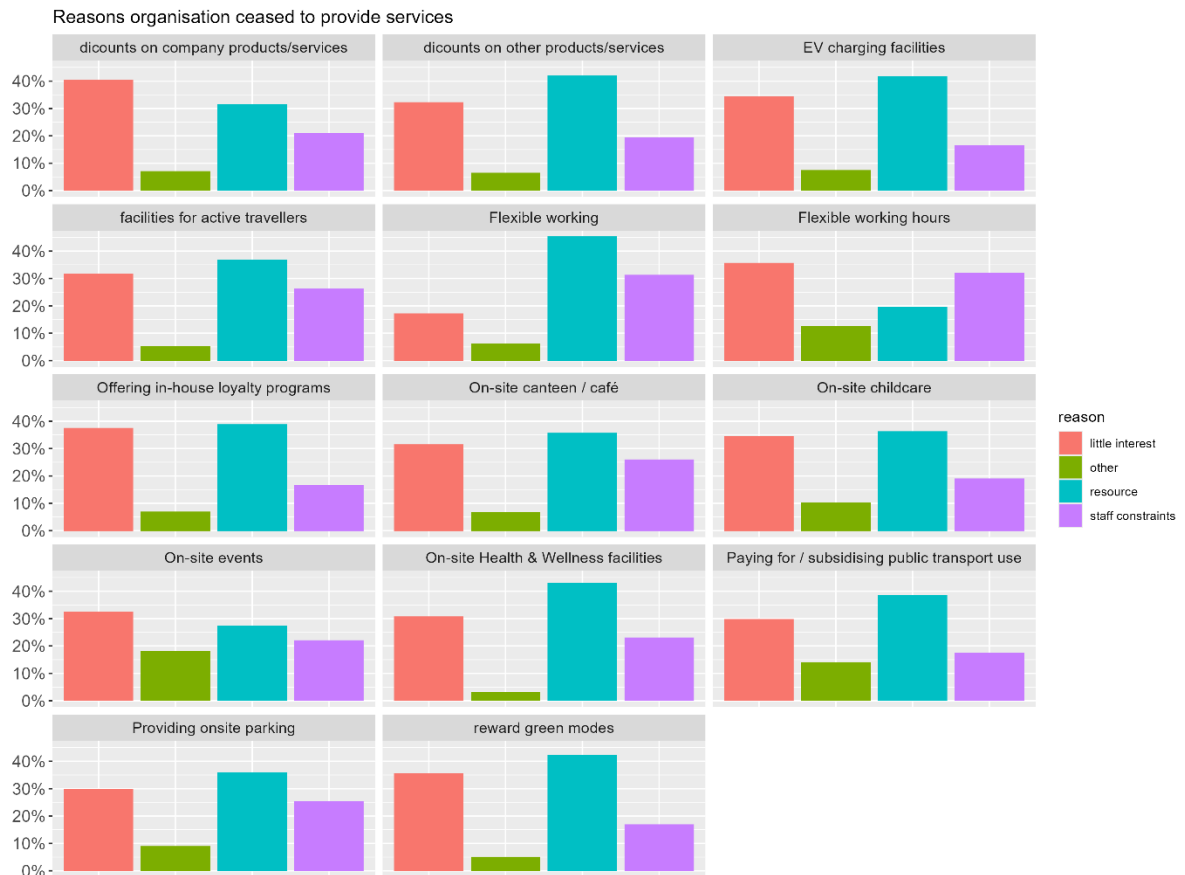 Reasons organisation ceased to provide services
dicounts on company products/services
dicounts on other products/services
EV charging facilities
40%
30%
20%
10%
0%
facilities for active travellers
Flexible working
Flexible working hours
40%
30%
20%
10%
0%
Offering in-house loyalty programs
On-site canteen / café
On-site childcare
40%
30%
20%
10%
0%
On-site events
On-site Health & Wellness facilities
Paying for / subsidising public transport use
40%
30%
20%
10%
0%
Providing onsite parking
reward green modes
40%
30%
20%
10%
0%
reason
little interest
other
resource
staff constraints